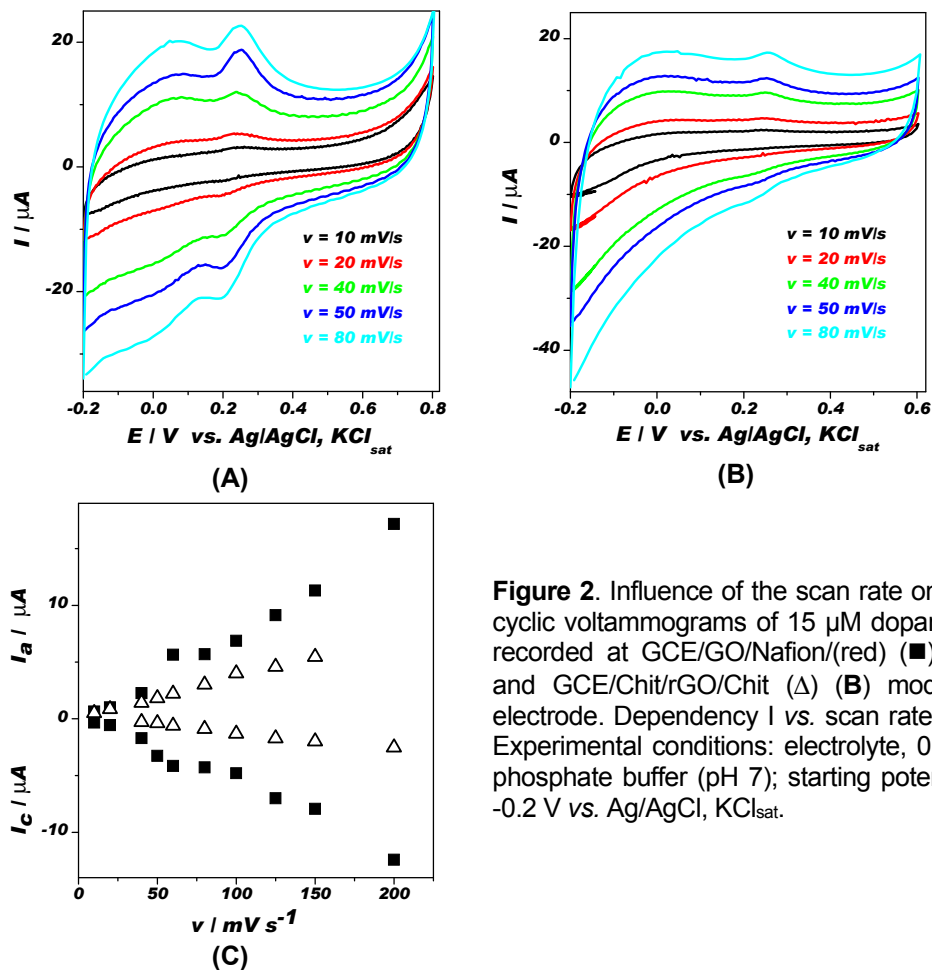 20
0
-20
I / µA
v = 10 mV/s
v = 20 mV/s
v = 40 mV/s
v = 50 mV/s
v = 80 mV/s
-0.2 0.0 0.2 0.4 0.6 0.8
E / V vs. Ag/AgCl, KCl sat
(A)
20
0
-20
-40
I / µA
v = 10 mV/s
v = 20 mV/s
v = 40 mV/s
v = 50 mV/s
v = 80 mV/s
-0.2 0.0 0.2 0.4 0.6
E / V vs. Ag/AgCl, KCl sat
(B)
10
0
-10
I a / µA
I c / µA
0 50 100 150 200
v / mV s -1
(C)
Figure 2. Influence of the scan rate on
cyclic voltammograms of 15 µM dopar
recorded at GCE/GO/Nafion/(red) (■)
and GCE/Chit/rGO/Chit (Δ) (B) mod
electrode. Dependency I vs. scan rate
Experimental conditions: electrolyte, 0.
phosphate buffer (pH 7); starting poter
-0.2 V vs. Ag/AgCl, KClsat.